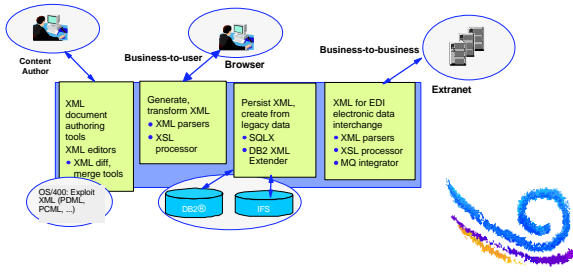 Content
Author
Business-to-user
Browser
Business-to-business
Extranet
XML
document
authoring
tools
XML editors
• XML diff,
merge tools
Generate,
transform XML
• XML parsers
• XSL
processor
Persist XML,
create from
legacy data
• SQLX
• DB2 XML
Extender
XML for EDI
electronic data
interchange
• XML parsers
• XSL processor
• MQ integrator
OS/400: Exploit
XML (PDML,
PCML, ...)
DB2®
IFS